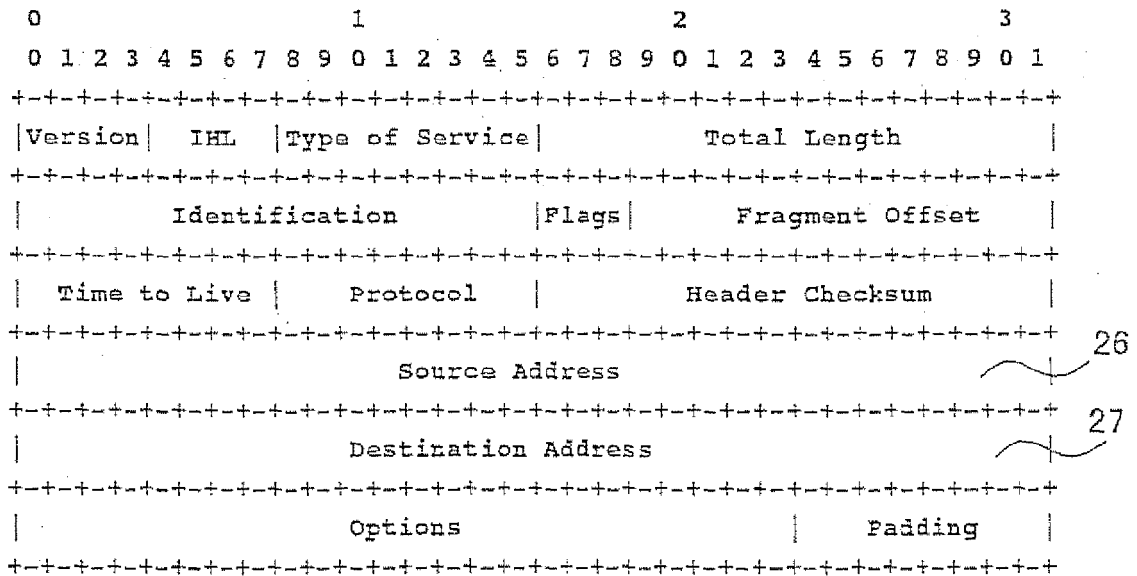 0 1 2 3
0 1 2 3 4 5 6 7 8 9 0 1 2 3 4 5 6 7 8 9 0 1 2 3 4 5 6 7 8 9 0 1
+-+-+-+-+-+-+-+-+-+-+-+-+-+-+-+-+-+-+-+-+-+-+-+-+-+-+-+-+-+-+-+-+
|Version| IHL |Type of Service| Total Length |
+-+-+-+-+-+-+-+-+-+-+-+-+-+-+-+-+-+-+-+-+-+-+-+-+-+-+-+-+-+-+-+-+
| Identification |Flags| Fragment Offset |
+-+-+-+-+-+-+-+-+-+-+-+-+-+-+-+-+-+-+-+-+-+-+-+-+-+-+-+-+-+-+-+-+
| Time to Live | Protocol | Header Checksum |
+-+-+-+-+-+-+-+-+-+-+-+-+-+-+-+-+-+-+-+-+-+-+-+-+-+-+-+-+-+-+-+-+
| Source Address | 26
+-+-+-+-+-+-+-+-+-+-+-+-+-+-+-+-+-+-+-+-+-+-+-+-+-+-+-+-+-+-+-+-+
| Destination Address | 27
+-+-+-+-+-+-+-+-+-+-+-+-+-+-+-+-+-+-+-+-+-+-+-+-+-+-+-+-+-+-+-+-+
| Options | Padding |
+-+-+-+-+-+-+-+-+-+-+-+-+-+-+-+-+-+-+-+-+-+-+-+-+-+-+-+-+-+-+-+-+